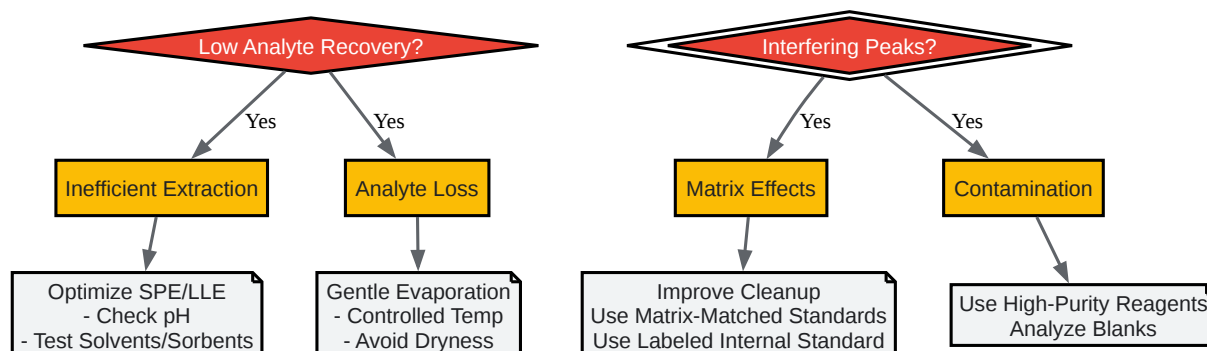 Low Analyte Recovery?
Interfering Peaks?
Yes
Yes
Yes
Yes
Inefficient Extraction
Analyte Loss
Matrix Effects
Contamination
Optimize SPE/LLE
- Check pH
- Test Solvents/Sorbents
Gentle Evaporation
- Controlled Temp
- Avoid Dryness
Improve Cleanup
Use Matrix-Matched Standards
Use Labeled Internal Standard
Use High-Purity Reagents
Analyze Blanks